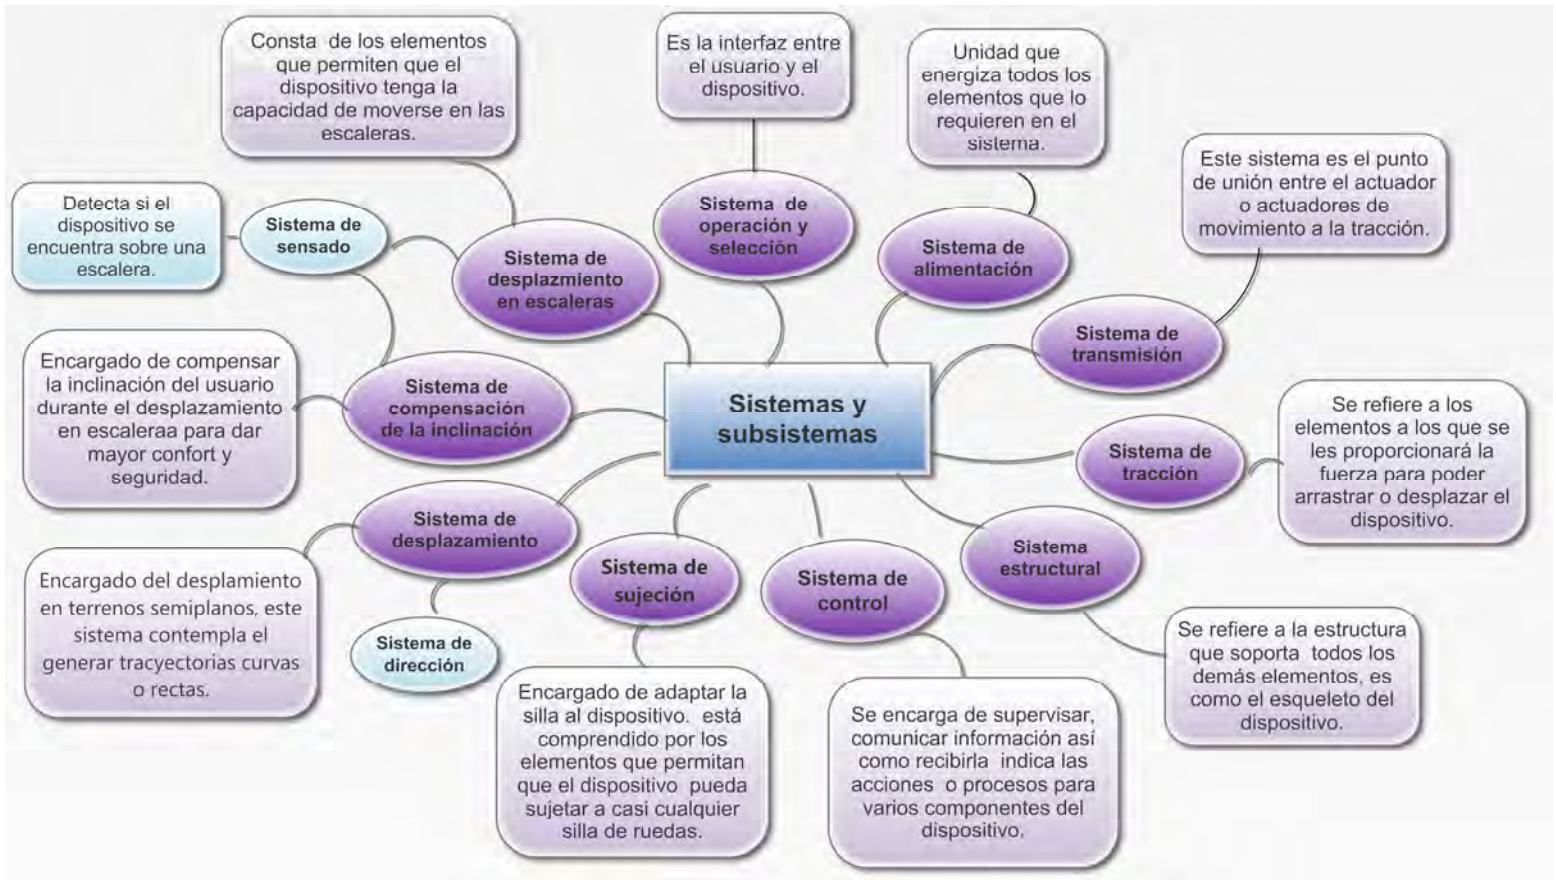 Consta de los elementos
que permiten que el
dispositivo tenga la
capacidad de moverse en las
escaleras.
Es la interfaz entre
el usuario y el
dispositivo.
Unidad que
energiza todos los
elementos que lo
requieren en el
sistema.
Este sistema es el punto
de unión entre el actuador
o actuadores de
movimiento a la tracción.
Detecta si el
dispositivo se
encuentra sobre una
escalera.
Sistema de
sensado
Sistema de
desplazmiento
en escaleras
Sistema de
operación y
selección
Sistema de
alimentación
Sistema de
transmisión
Encargado de compensar
la inclinación del usuario
durante el desplazamiento
en escaleraa para dar
mayor confort y
seguridad.
Sistema de
compensación
de la inclinación
Sistemas y
subsistemas
Sistema de
tracción
Se refiere a los
elementos a los que se
les proporcionará la
fuerza para poder
arrastrar o desplazar el
dispositivo.
Sistema de
desplazamiento
Sistema de
sujeción
Sistema de
control
Sistema
estructural
Encargado del desplamiento
en terrenos semiplanos, este
sistema contempla el
generar tracyectorias curvas
o rectas.
Sistema de
dirección
Encargado de adaptar la
silla al dispositivo. está
comprendido por los
elementos que permitan
que el dispositivo pueda
sujetar a casi cualquier
silla de ruedas.
Se encarga de supervisar,
comunicar información así
como recibirla indica las
acciones o procesos para
varios componentes del
dispositivo.
Se refiere a la estructura
que soporta todos los
demás elementos, es
como el esqueleto del
dispositivo.